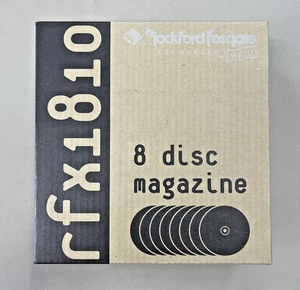 Rockford Fosgate
rfx1810
8 disc
magazine